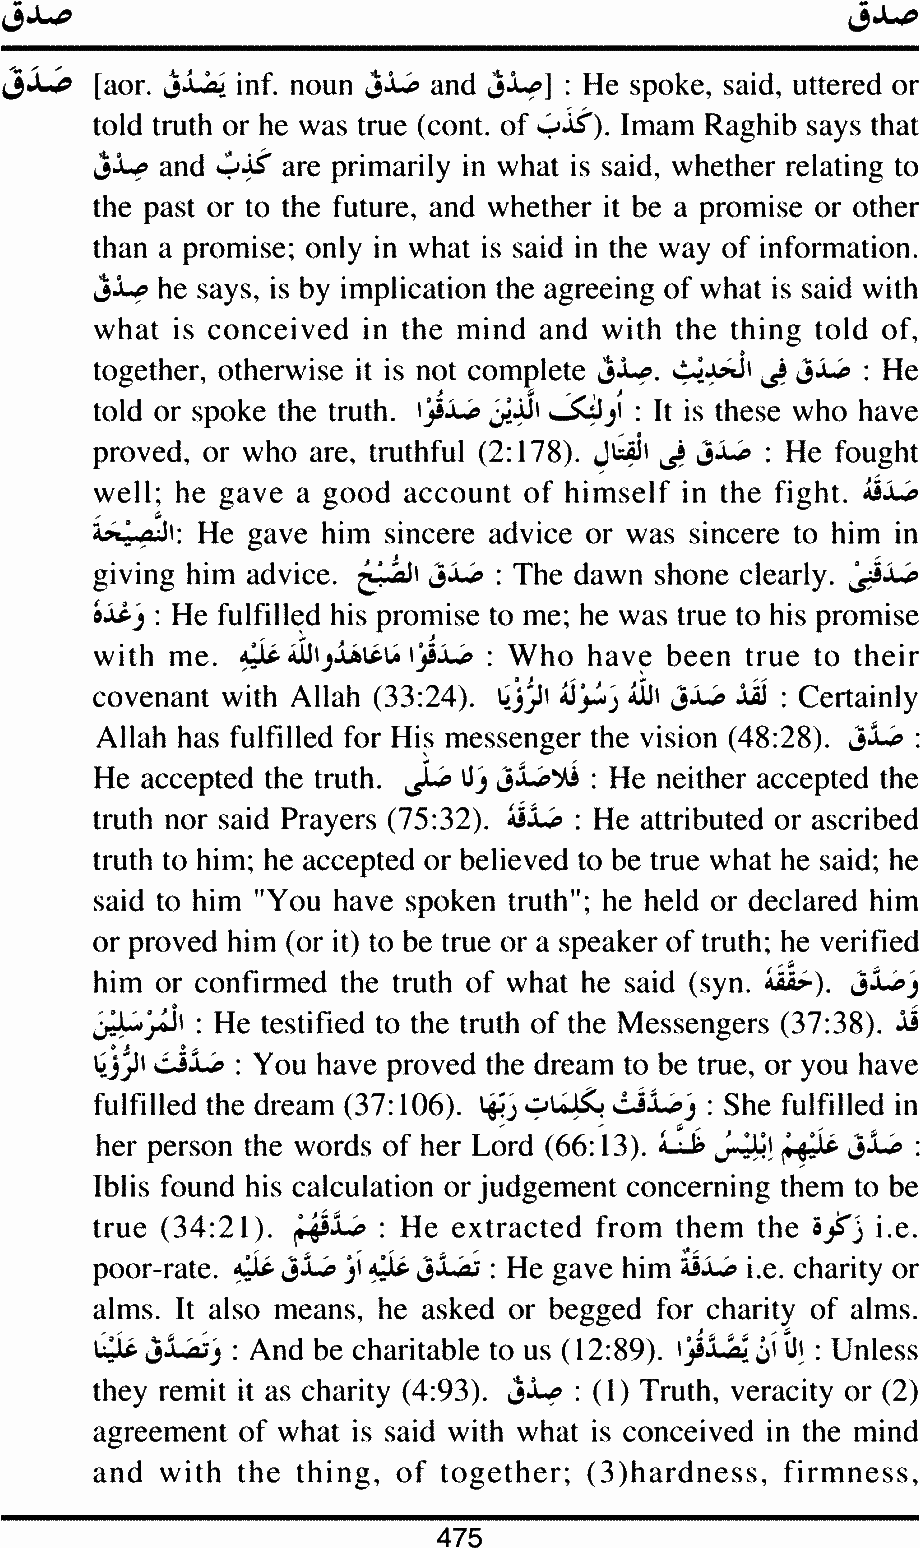 صدق صدق
صَدَقَ [aor. يَصْدُقُ inf. noun صَدْقٌ and صِدْقٌ] : He spoke, said, uttered or
told truth or he was true (cont. of كَذَبَ). Imam Raghib says that
صِدْقٌ and كَذِبٌ are primarily in what is said, whether relating to
the past or to the future, and whether it be a promise or other
than a promise; only in what is said in the way of information.
صِدْقٌ he says, is by implication the agreeing of what is said with
what is conceived in the mind and with the thing told of,
together, otherwise it is not complete صِدْقٌ. صَدَقَ فِى الْحَدِيْثِ : He
told or spoke the truth. اُولٰئِكَ الَّذِيْنَ صَدَقُوْا : It is these who have
proved, or who are, truthful (2:178). صَدَقَ فِى الْقِتَالِ : He fought
well; he gave a good account of himself in the fight. صَدَقَهُ
النَّصِيْحَةَ: He gave him sincere advice or was sincere to him in
giving him advice. صَدَقَ الصُّبْحُ : The dawn shone clearly. صَدَقَنِيْ
وَعْدَهُ : He fulfilled his promise to me; he was true to his promise
with me. صَدَقُوْا مَاعَاهَدُوا اللّٰهَ عَلَيْهِ : Who have been true to their
covenant with Allah (33:24). لَقَدْ صَدَقَ اللّٰهُ رَسُوْلَهُ الرُّوْيَا : Certainly
Allah has fulfilled for His messenger the vision (48:28). صَدَّقَ :
He accepted the truth. فَلاَصَدَّقَ وَلَا صَلّٰى : He neither accepted the
truth nor said Prayers (75:32). صَدَّقَهُ : He attributed or ascribed
truth to him; he accepted or believed to be true what he said; he
said to him "You have spoken truth"; he held or declared him
or proved him (or it) to be true or a speaker of truth; he verified
him or confirmed the truth of what he said (syn. حَقَّقَهُ). وَصَدَّقَ
الْمُرْسَلِيْنَ : He testified to the truth of the Messengers (37:38). قَدْ
صَدَّقْتَ الرُّوْيَا : You have proved the dream to be true, or you have
fulfilled the dream (37:106). وَصَدَّقَتْ بِكَلِمَاتِ رَبِّهَا : She fulfilled in
her person the words of her Lord (66:13). صَدَّقَ عَلَيْهِمْ اِبْلِيْسُ ظَنَّهُ :
Iblis found his calculation or judgement concerning them to be
true (34:21). صَدَّقَهُمْ : He extracted from them the زَكٰوة i.e.
poor-rate. تَصَدَّقَ عَلَيْهِ اَوْ صَدَّقَ عَلَيْهِ : He gave him صَدَقَةً i.e. charity or
alms. It also means, he asked or begged for charity of alms.
وَتَصَدَّقْ عَلَيْنَا : And be charitable to us (12:89). اِلَّا اَنْ يَّصَّدَّقُوْا : Unless
they remit it as charity (4:93). صِدْقٌ : (1) Truth, veracity or (2)
agreement of what is said with what is conceived in the mind
and with the thing, of together; (3)hardness, firmness,
475